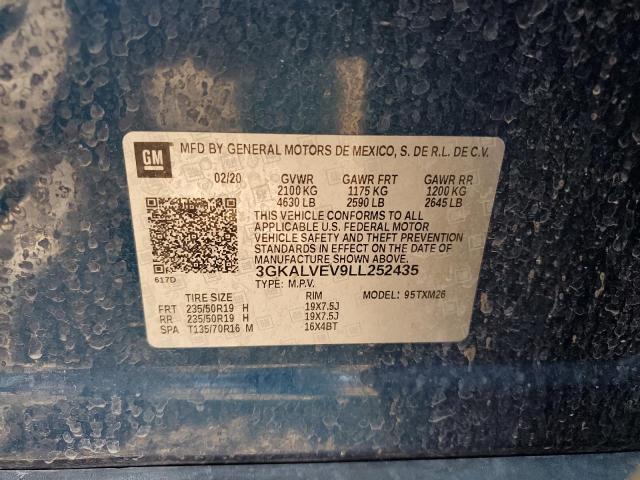 GM MFD BY GENERAL MOTORS DE MEXICO, S. DE R.L. DE C.V.
02/20 GVWR GAWR FRT GAWR RR
2100 KG 1175 KG 1200 KG
4630 LB 2590 LB 2645 LB
THIS VEHICLE CONFORMS TO ALL
APPLICABLE U.S. FEDERAL MOTOR
VEHICLE SAFETY AND THEFT PREVENTION
STANDARDS IN EFFECT ON THE DATE OF
MANUFACTURE SHOWN ABOVE.
617D 3GKALVEV9LL252435
TYPE: M.P.V. MODEL: 95TXM26
TIRE SIZE RIM
FRT 235/50R19 H 19X7.5J
RR 235/50R19 H 19X7.5J
SPA T135/70R16 M 16X4BT